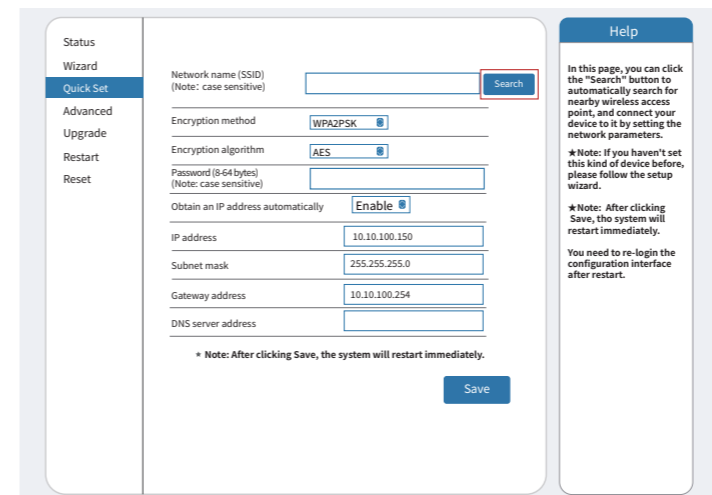 Status
Wizard
Quick Set
Advanced
Upgrade
Restart
Reset
Network name (SSID)
(Note: case sensitive)
Search
Encryption method
WPA2PSK
Encryption algorithm
AES
Password (8-64 bytes)
(Note: case sensitive)
Obtain an IP address automatically
Enable
IP address
10.10.100.150
Subnet mask
255.255.255.0
Gateway address
10.10.100.254
DNS server address
★ Note: After clicking Save, the system will restart immediately.
Save
Help
In this page, you can click
the "Search" button to
automatically search for
nearby wireless access
point, and connect your
device to it by setting the
network parameters.
★Note: If you haven't set
this kind of device before,
please follow the setup
wizard.
★Note: After clicking
Save, tho system will
restart immediately.
You need to re-login the
configuration interface
after restart.